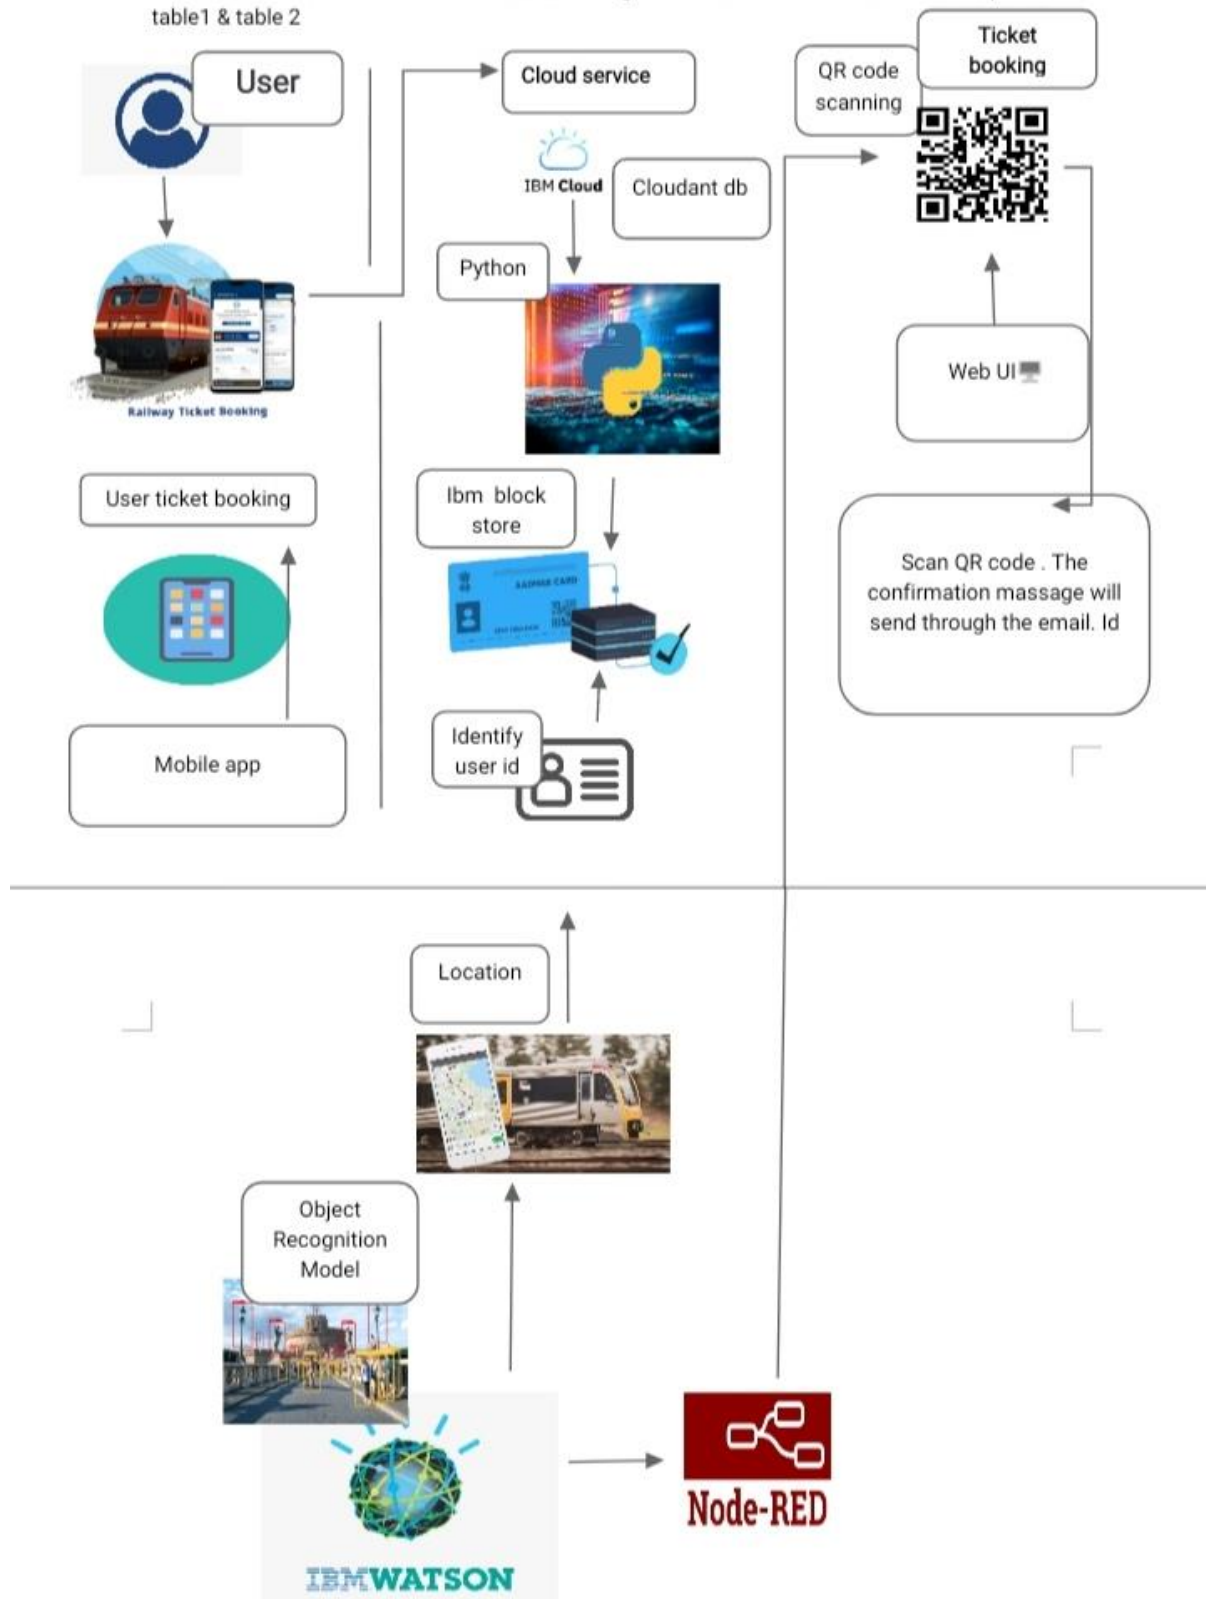 table1 & table 2
User
Railway Ticket Booking
User ticket booking
Mobile app
Cloud service
IBM Cloud
Cloudant db
Python
Ibm block
store
Identify
user id
QR code
scanning
Ticket
booking
Web UI
Scan QR code . The
confirmation massage will
send through the email. Id
Location
Object
Recognition
Model
IBM WATSON
Node-RED